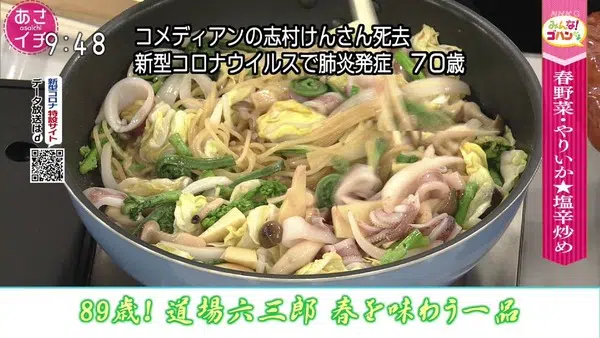 あさ
イチ
asaichi
9:48
コメディアンの志村けんさん死去
新型コロナウイルスで肺炎発症 70歳
NHK
みんな!
ゴハンだよ
春野菜・やりいか★塩辛炒め
新型コロナ 特設サイト
データ放送は d
89歳! 道場六三郎 春を味わう一品